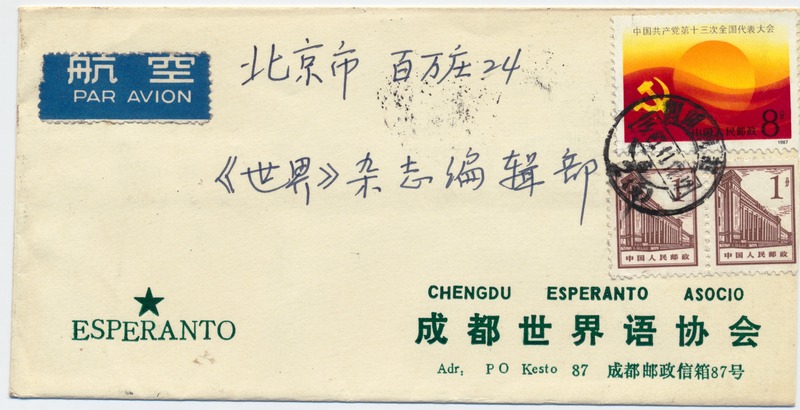 航空
PAR AVION
北京市 百万庄24
《世界》杂志编辑部
中国共产党第十三次全国代表大会
中国人民邮政 8分
1987
1分
中国人民邮政
1分
中国人民邮政
★
ESPERANTO
CHENGDU ESPERANTO ASOCIO
成都世界语协会
Adr: PO Kesto 87 成都邮政信箱87号